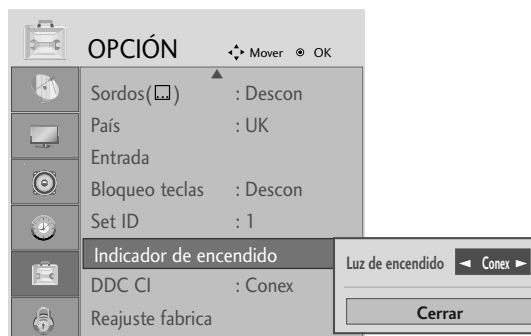 OPCIÓN Mover OK
Sordos( ) : Descon
País : UK
Entrada
Bloqueo teclas : Descon
Set ID : 1
Indicador de encendido
DDC CI : Conex
Reajuste fabrica
Luz de encendido ◄ Conex ►
Cerrar